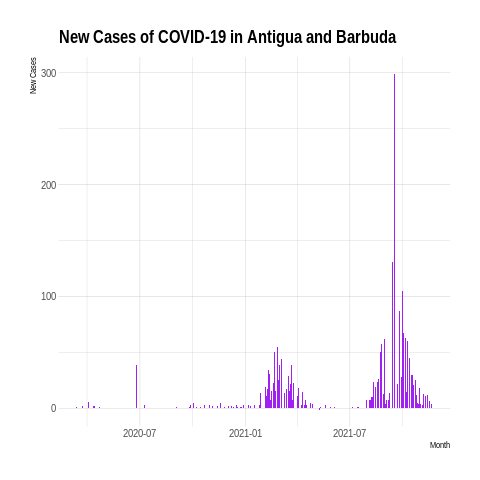 New Cases of COVID-19 in Antigua and Barbuda
New Cases
300
200
100
0
2020-07 2021-01 2021-07
Month